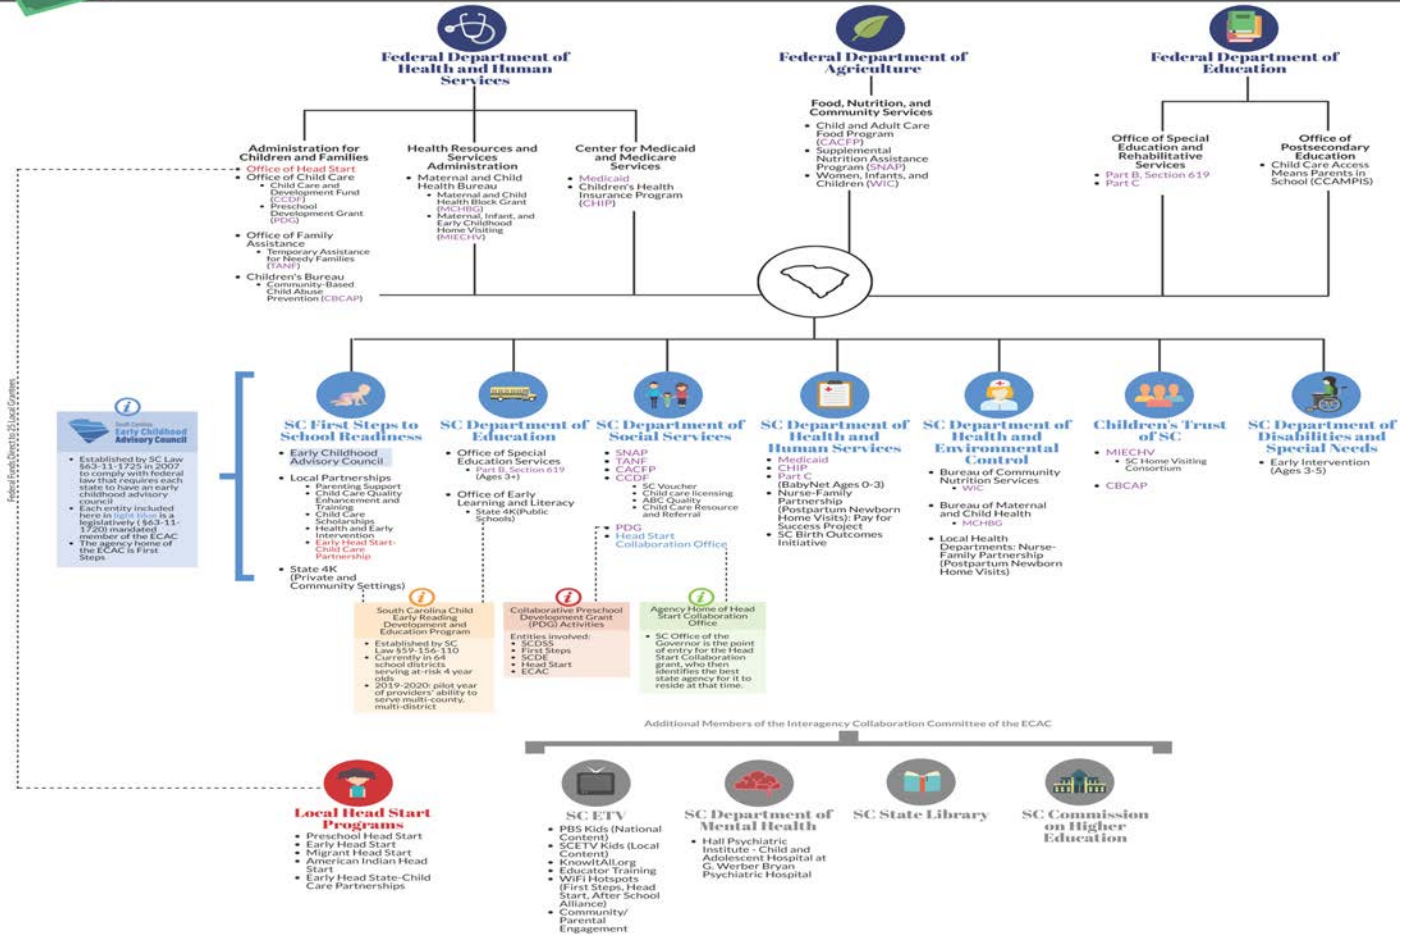 Federal Department of
Health and Human
Services
Federal Department of
Agriculture
Federal Department of
Education
Administration for
Children and Families
• Office of Head Start
• Office of Child Care
• Child Care and
Development Fund
(CCDF)
• Preschool
Development Grant
(PDG)
• Office of Family
Assistance
• Temporary Assistance
for Needy Families
(TANF)
• Children's Bureau
• Community-Based
Child Abuse
Prevention (CBCAP)
Health Resources and
Services
Administration
• Maternal and Child
Health Bureau
• Maternal and Child
Health Block Grant
(MCHBG)
• Maternal, Infant, and
Early Childhood
Home Visiting
(MIECHV)
Center for Medicaid
and Medicare
Services
• Medicaid
• Children's Health
Insurance Program
(CHIP)
Food, Nutrition, and
Community Services
• Child and Adult Care
Food Program
(CACFP)
• Supplemental
Nutrition Assistance
Program (SNAP)
• Women, Infants, and
Children (WIC)
Office of Special
Education and
Rehabilitative
Services
• Part B, Section 619
• Part C
Office of
Postsecondary
Education
• Child Care Access
Means Parents in
School (CCAMPIS)
Federal Funds Direct to 25 Local Grantees
South Carolina
Early Childhood
Advisory Council
• Established by SC Law
§63-11-1725 in 2007
to comply with federal
law that requires each
state to have an early
childhood advisory
council
• Each entity included
here in light blue is a
legislatively ( §63-11-
1720) mandated
member of the ECAC
• The agency home of
the ECAC is First
Steps
SC First Steps to
School Readiness
• Early Childhood
Advisory Council
• Local Partnerships
• Parenting Support
• Child Care Quality
Enhancement and
Training
• Child Care
Scholarships
• Health and Early
Intervention
• Early Head Start-
Child Care
Partnership
• State 4K
(Private and
Community Settings)
SC Department of
Education
• Office of Special
Education Services
• Part B, Section 619
(Ages 3+)
• Office of Early
Learning and Literacy
• State 4K(Public
Schools)
SC Department of
Social Services
• SNAP
• TANF
• CACFP
• CCDF
• SC Voucher
• Child care licensing
• ABC Quality
• Child Care Resource
and Referral
• PDG
• Head Start
Collaboration Office
SC Department of
Health and
Human Services
• Medicaid
• CHIP
• Part C
(BabyNet Ages 0-3)
• Nurse-Family
Partnership
(Postpartum Newborn
Home Visits): Pay for
Success Project
• SC Birth Outcomes
Initiative
SC Department of
Health and
Environmental
Control
• Bureau of Community
Nutrition Services
• WIC
• Bureau of Maternal
and Child Health
• MCHBG
• Local Health
Departments: Nurse-
Family Partnership
(Postpartum Newborn
Home Visits)
Children's Trust
of SC
• MIECHV
• SC Home Visiting
Consortium
• CBCAP
SC Department of
Disabilities and
Special Needs
• Early Intervention
(Ages 3-5)
South Carolina Child
Early Reading
Development and
Education Program
• Established by SC
Law §59-156-110
• Currently in 64
school districts
serving at-risk 4 year
olds
• 2019-2020: pilot year
of providers' ability to
serve multi-county,
multi-district
Collaborative Preschool
Development Grant
(PDG) Activities
Entities involved:
• SCDSS
• First Steps
• SCDE
• Head Start
• ECAC
Agency Home of Head
Start Collaboration
Office
• SC Office of the
Governor is the point
of entry for the Head
Start Collaboration
grant, who then
identifies the best
state agency for it to
reside at that time.
Additional Members of the Interagency Collaboration Committee of the ECAC
Local Head Start
Programs
• Preschool Head Start
• Early Head Start
• Migrant Head Start
• American Indian Head
Start
• Early Head State-Child
Care Partnerships
SC ETV
• PBS Kids (National
Content)
• SCETV Kids (Local
Content)
• KnowItAll.org
• Educator Training
• WiFi Hotspots
(First Steps, Head
Start, After School
Alliance)
• Community/
Parental
Engagement
SC Department of
Mental Health
• Hall Psychiatric
Institute - Child and
Adolescent Hospital at
G. Werber Bryan
Psychiatric Hospital
SC State Library
SC Commission
on Higher
Education